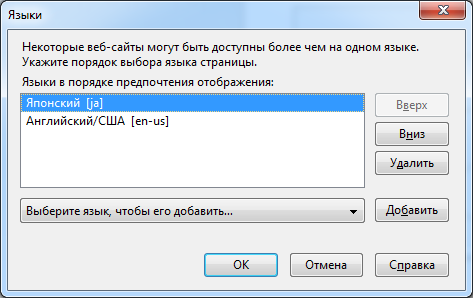 Языки
Некоторые веб-сайты могут быть доступны более чем на одном языке.
Укажите порядок выбора языка страницы.
Языки в порядке предпочтения отображения:
Японский [ja]
Английский/США [en-us]
Вверх
Вниз
Удалить
Выберите язык, чтобы его добавить...
Добавить
OK
Отмена
Справка